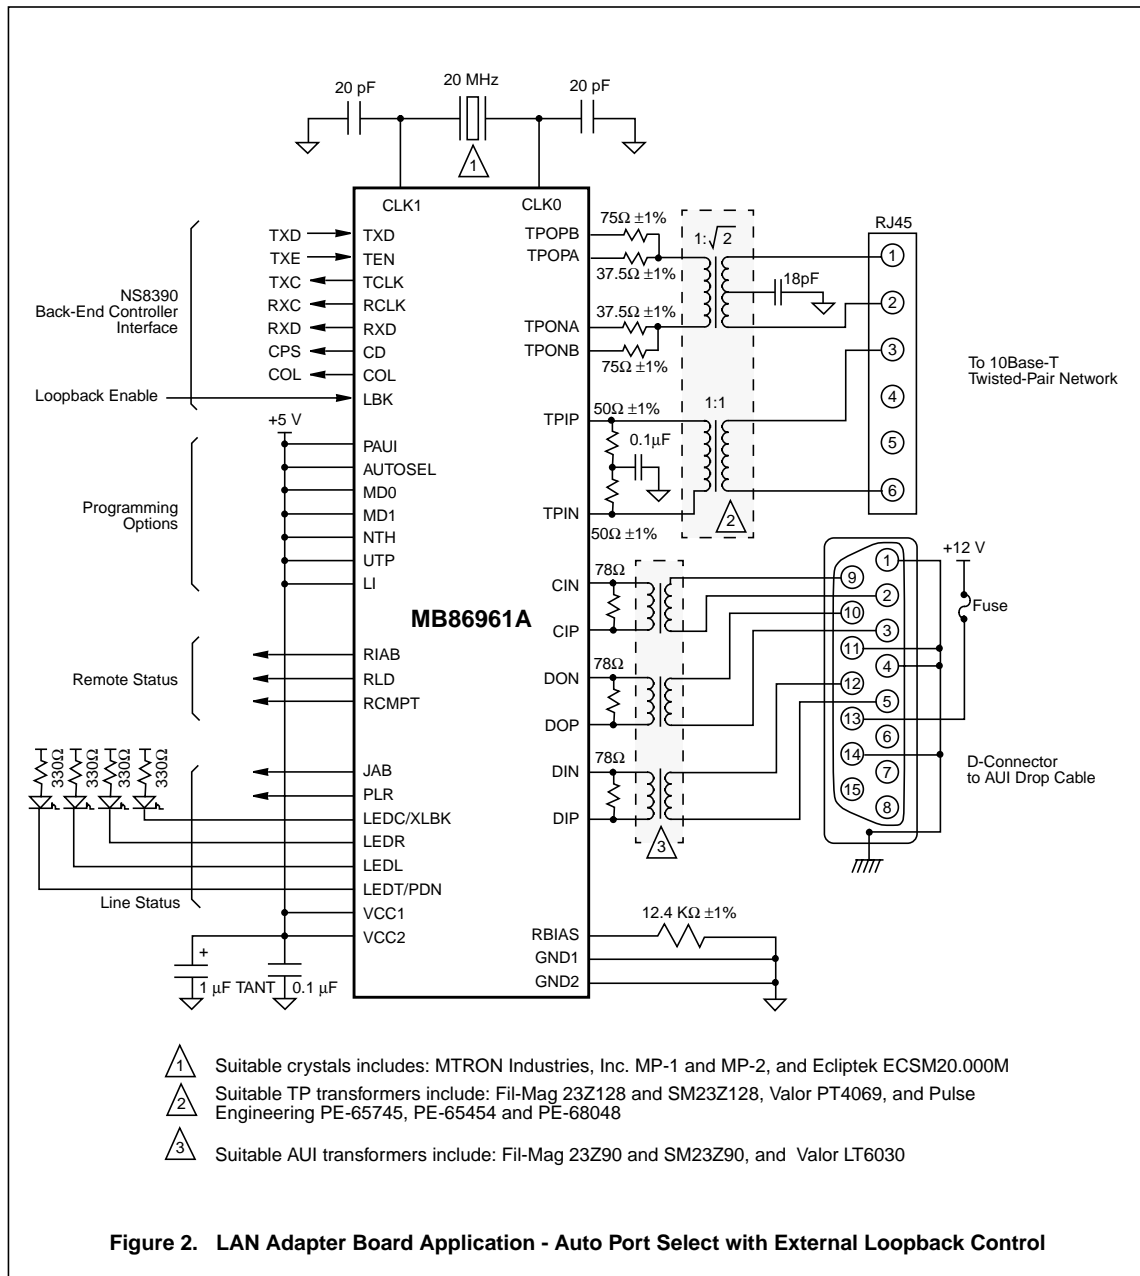 20 pF
20 MHz
20 pF
1
CLK1
CLK0
NS8390
Back-End Controller
Interface
TXD
TXE
TXC
RXC
RXD
CPS
COL
Loopback Enable
TXD
TEN
TCLK
RCLK
RXD
CD
COL
LBK
+5 V
Programming
Options
PAUI
AUTOSEL
MD0
MD1
NTH
UTP
LI
MB86961A
Remote Status
RIAB
RLD
RCMPT
330Ω
330Ω
330Ω
330Ω
JAB
PLR
LEDC/XLBK
LEDR
LEDL
LEDT/PDN
Line Status
VCC1
VCC2
+
1 µF TANT
0.1 µF
TPOPB
TPOPA
TPONA
TPONB
TPIP
TPIN
CIN
CIP
DON
DOP
DIN
DIP
RBIAS
GND1
GND2
75Ω ±1%
37.5Ω ±1%
37.5Ω ±1%
75Ω ±1%
50Ω ±1%
0.1µF
50Ω ±1%
1:√2
18pF
1:1
2
78Ω
78Ω
78Ω
3
12.4 KΩ ±1%
RJ45
1
2
3
4
5
6
To 10Base-T
Twisted-Pair Network
+12 V
Fuse
1
9
2
10
3
11
4
12
5
13
6
14
7
15
8
D-Connector
to AUI Drop Cable
1 Suitable crystals includes: MTRON Industries, Inc. MP-1 and MP-2, and Ecliptek ECSM20.000M
2 Suitable TP transformers include: Fil-Mag 23Z128 and SM23Z128, Valor PT4069, and Pulse
Engineering PE-65745, PE-65454 and PE-68048
3 Suitable AUI transformers include: Fil-Mag 23Z90 and SM23Z90, and Valor LT6030
Figure 2. LAN Adapter Board Application - Auto Port Select with External Loopback Control